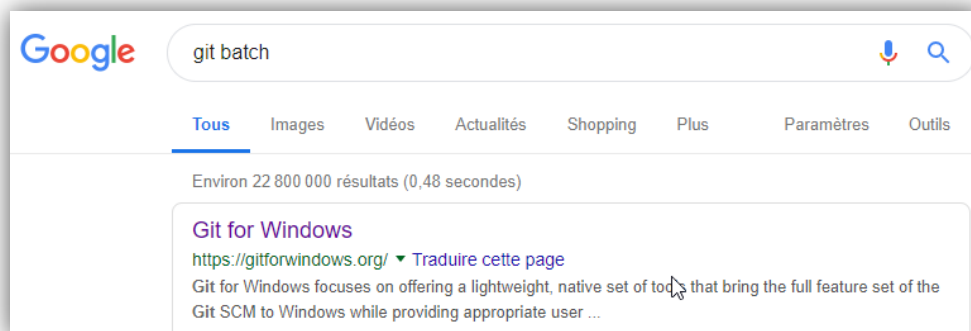 Google
git batch
Tous Images Vidéos Actualités Shopping Plus Paramètres Outils
Environ 22 800 000 résultats (0,48 secondes)
Git for Windows
https://gitforwindows.org/ ▼ Traduire cette page
Git for Windows focuses on offering a lightweight, native set of tools that bring the full feature set of the
Git SCM to Windows while providing appropriate user ...